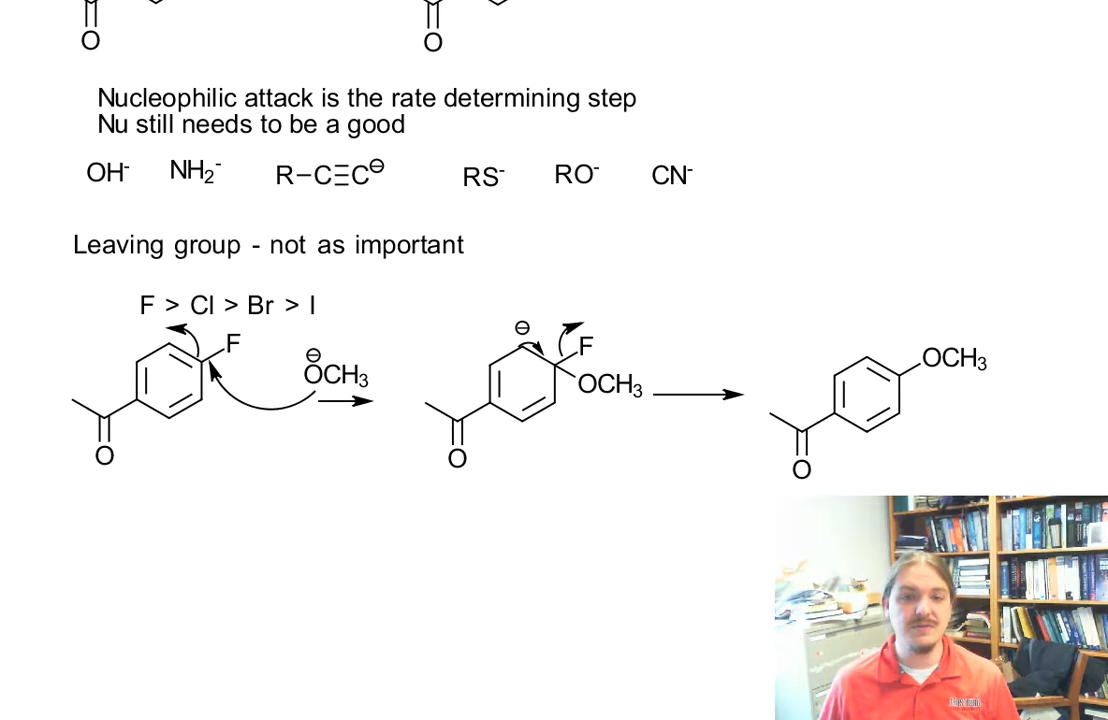 O O
Nucleophilic attack is the rate determining step
Nu still needs to be a good
OH- NH2- R-C≡C⊖ RS- RO- CN-
Leaving group - not as important
F > Cl > Br > I
F ⊖ OCH3 O
⊖ F OCH3 O
OCH3 O